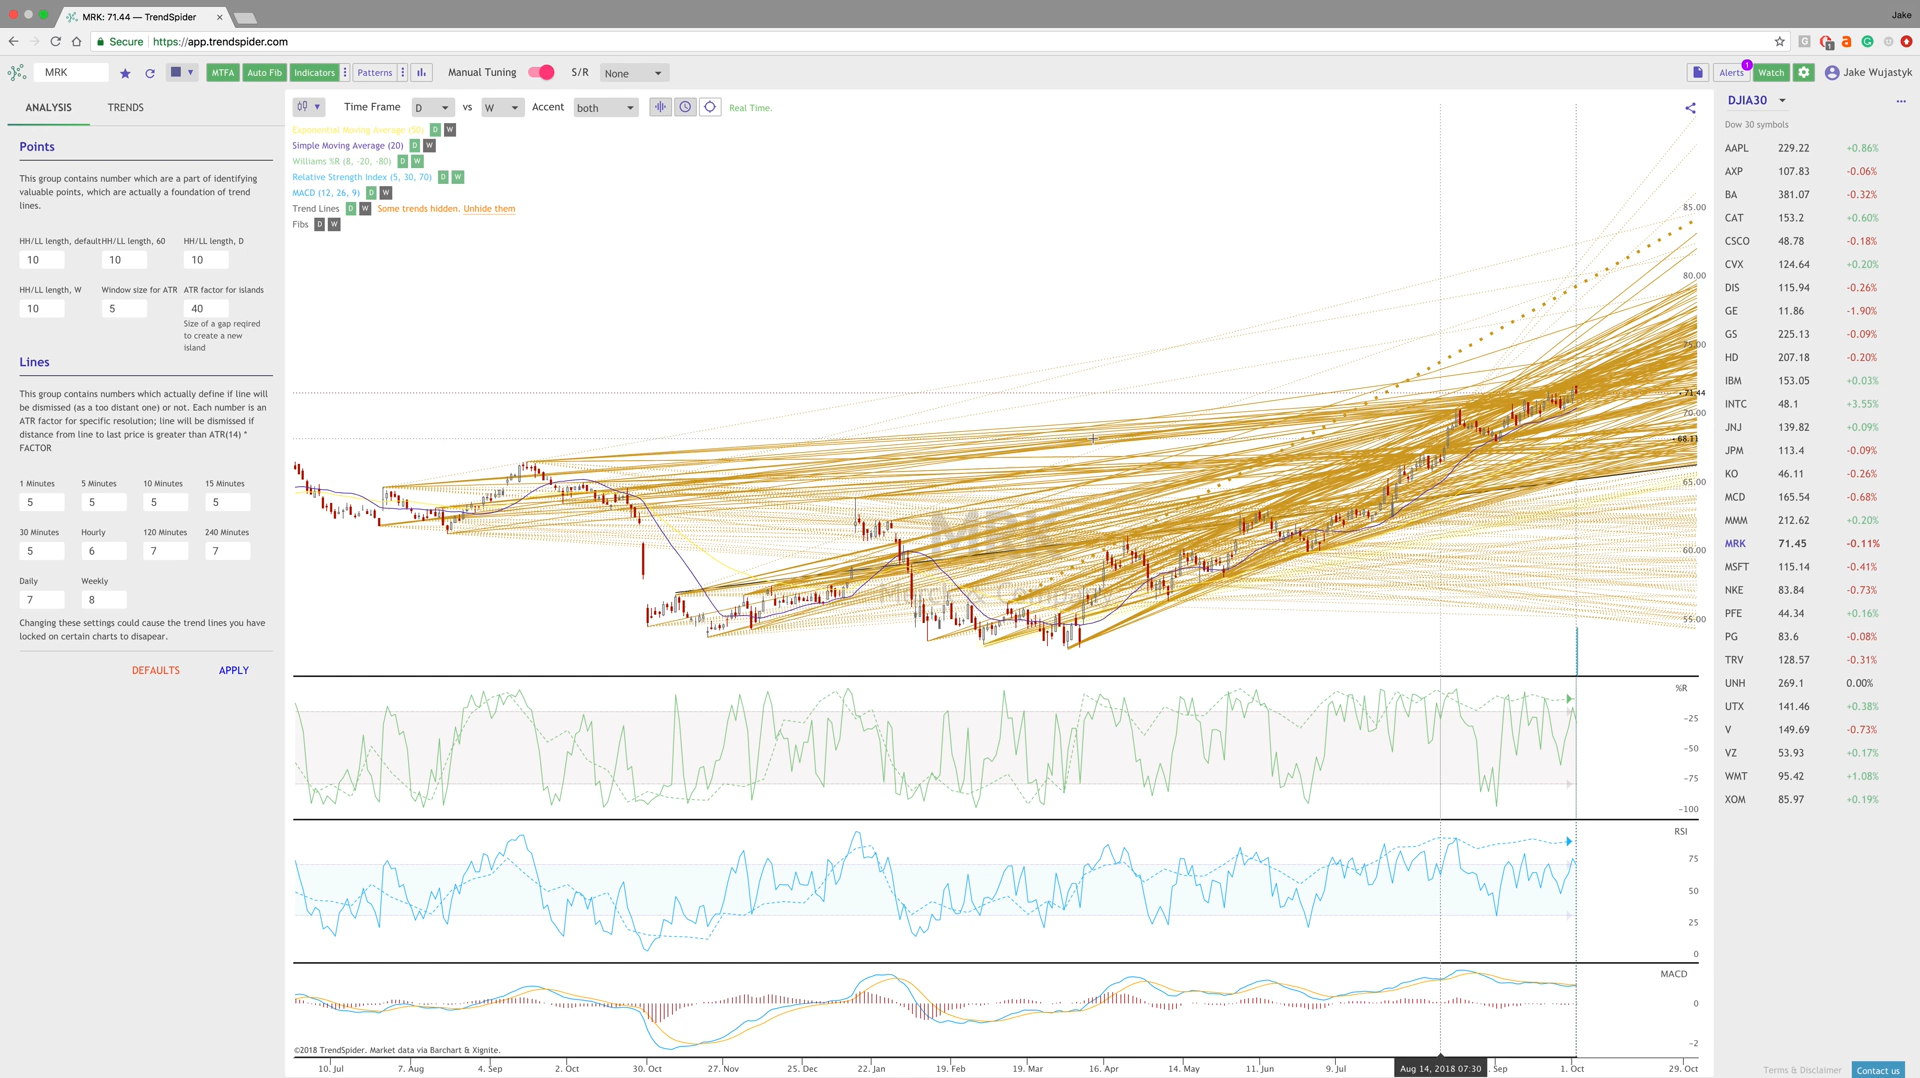 MRK: 71.44 — TrendSpider
Jake
Secure
https://app.trendspider.com
MRK
MTFA
Auto Fib
Indicators
Patterns
Manual Tuning
S/R
None
Alerts
1
Watch
Jake Wujastyk
ANALYSIS
TRENDS
Points
This group contains number which are a part of identifying
valuable points, which are actually a foundation of trend
lines.
HH/LL length, default
HH/LL length, 60
HH/LL length, D
10
10
10
HH/LL length, W
Window size for ATR
ATR factor for islands
10
5
40
Size of a gap reqired
to create a new
island
Lines
This group contains numbers which actually define if line will
be dismissed (as a too distant one) or not. Each number is an
ATR factor for specific resolution; line will be dismissed if
distance from line to last price is greater than ATR(14) *
FACTOR
1 Minutes
5 Minutes
10 Minutes
15 Minutes
5
5
5
5
30 Minutes
Hourly
120 Minutes
240 Minutes
5
6
7
7
Daily
Weekly
7
8
Changing these settings could cause the trend lines you have
locked on certain charts to disapear.
DEFAULTS
APPLY
Time Frame
D
vs
W
Accent
both
Real Time.
Exponential Moving Average (50) D W
Simple Moving Average (20) D W
Williams %R (8, -20, -80) D W
Relative Strength Index (5, 30, 70) D W
MACD (12, 26, 9) D W
Trend Lines D W Some trends hidden. Unhide them
Fibs D W
MRK
Merck & Company
85.00
80.00
75.00
71.44
70.00
68.11
65.00
60.00
55.00
%R
-25
-50
-75
-100
RSI
75
50
25
0
MACD
0
-2
©2018 TrendSpider. Market data via Barchart & Xignite.
10. Jul
7. Aug
4. Sep
2. Oct
30. Oct
27. Nov
25. Dec
22. Jan
19. Feb
19. Mar
16. Apr
14. May
11. Jun
9. Jul
Aug 14, 2018 07:30
. Sep
1. Oct
29. Oct
DJIA30
Dow 30 symbols
AAPL 229.22 +0.86%
AXP 107.83 -0.06%
BA 381.07 -0.32%
CAT 153.2 +0.60%
CSCO 48.78 -0.18%
CVX 124.64 +0.20%
DIS 115.94 -0.26%
GE 11.86 -1.90%
GS 225.13 -0.09%
HD 207.18 -0.20%
IBM 153.05 +0.03%
INTC 48.1 +3.55%
JNJ 139.82 +0.09%
JPM 113.4 -0.09%
KO 46.11 -0.26%
MCD 165.54 -0.68%
MMM 212.62 +0.20%
MRK 71.45 -0.11%
MSFT 115.14 -0.41%
NKE 83.84 -0.73%
PFE 44.34 +0.16%
PG 83.6 -0.08%
TRV 128.57 -0.31%
UNH 269.1 0.00%
UTX 141.46 +0.38%
V 149.69 -0.73%
VZ 53.93 +0.17%
WMT 95.42 +1.08%
XOM 85.97 +0.19%
Terms & Disclaimer
Contact us